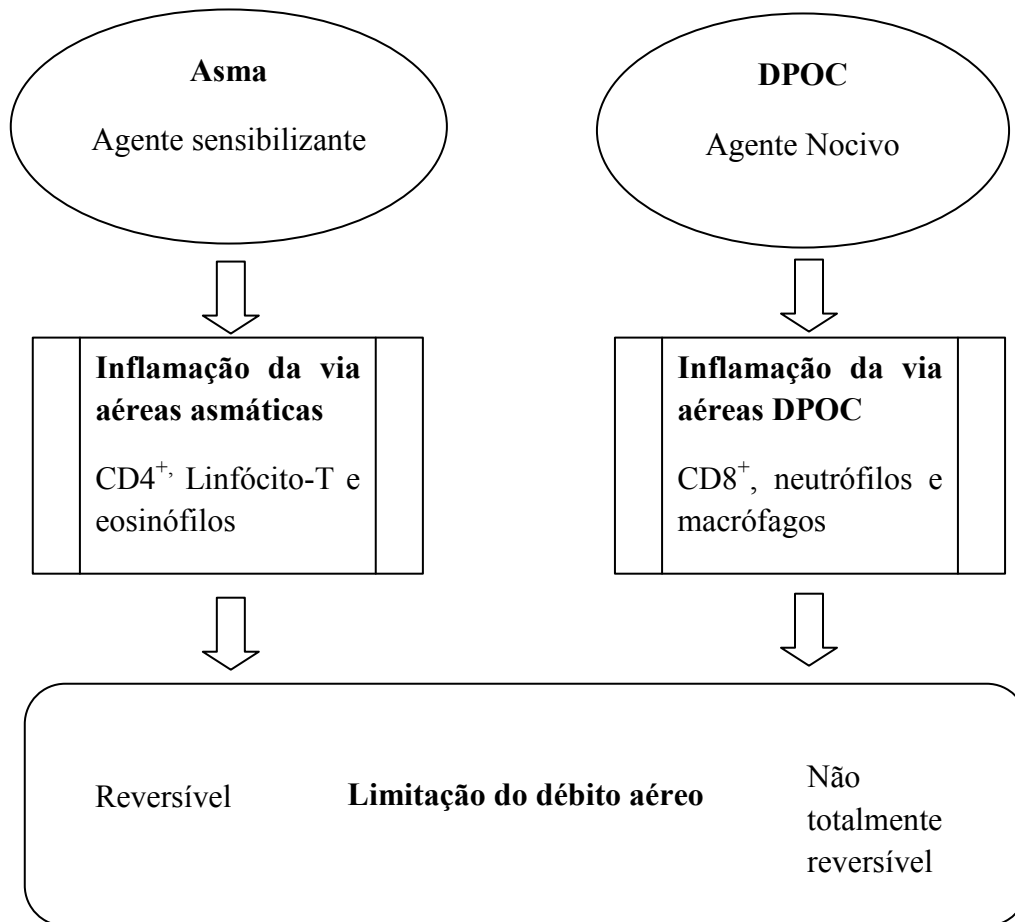 Asma
Agente sensibilizante
DPOC
Agente Nocivo
Inflamação da via
aéreas asmáticas
CD4⁺, Linfócito-T e
eosinófilos
Inflamação da via
aéreas DPOC
CD8⁺, neutrófilos e
macrófagos
Reversível
Limitação do débito aéreo
Não
totalmente
reversível